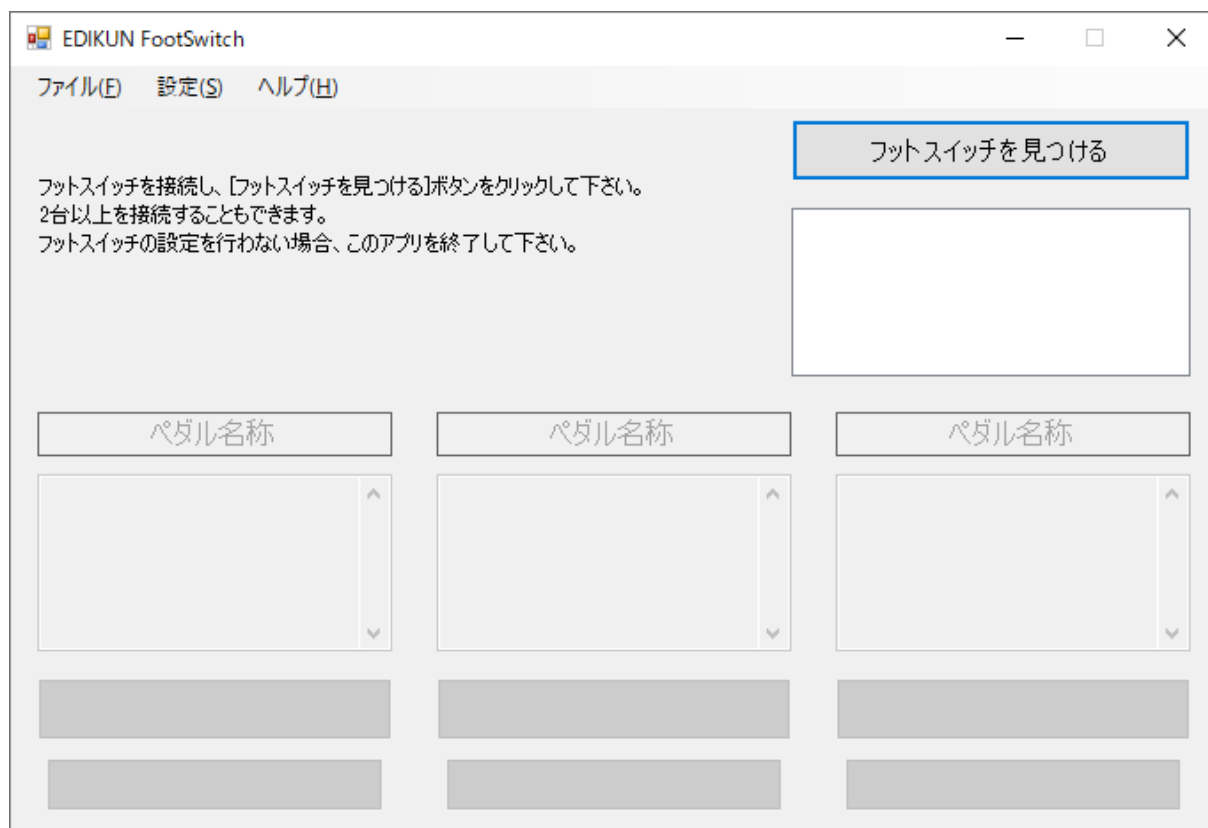 EDIKUN FootSwitch
ファイル(F) 設定(S) ヘルプ(H)
フットスイッチを見つける
フットスイッチを接続し、[フットスイッチを見つける]ボタンをクリックして下さい。
2台以上を接続することもできます。
フットスイッチの設定を行わない場合、このアプリを終了して下さい。
ペダル名称 ペダル名称 ペダル名称